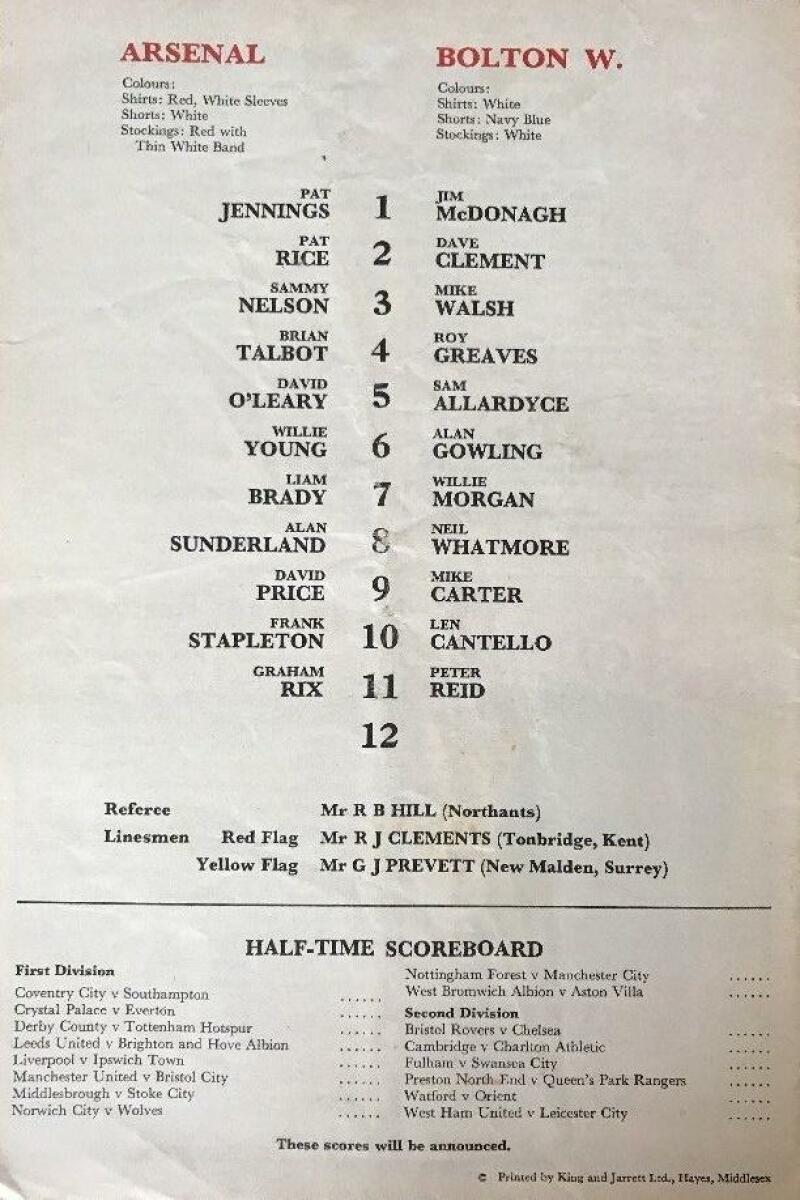 ARSENAL
Colours:
Shirts: Red, White Sleeves
Shorts: White
Stockings: Red with
Thin White Band
BOLTON W.
Colours:
Shirts: White
Shorts: Navy Blue
Stockings: White
PAT JENNINGS 1 JIM McDONAGH
PAT RICE 2 DAVE CLEMENT
SAMMY NELSON 3 MIKE WALSH
BRIAN TALBOT 4 ROY GREAVES
DAVID O'LEARY 5 SAM ALLARDYCE
WILLIE YOUNG 6 ALAN GOWLING
LIAM BRADY 7 WILLIE MORGAN
ALAN SUNDERLAND 8 NEIL WHATMORE
DAVID PRICE 9 MIKE CARTER
FRANK STAPLETON 10 LEN CANTELLO
GRAHAM RIX 11 PETER REID
12
Referee Mr R B HILL (Northants)
Linesmen Red Flag Mr R J CLEMENTS (Tonbridge, Kent)
Yellow Flag Mr G J PREVETT (New Malden, Surrey)
HALF-TIME SCOREBOARD
First Division
Coventry City v Southampton ......
Crystal Palace v Everton ......
Derby County v Tottenham Hotspur ......
Leeds United v Brighton and Hove Albion ......
Liverpool v Ipswich Town ......
Manchester United v Bristol City ......
Middlesbrough v Stoke City ......
Norwich City v Wolves ......
Nottingham Forest v Manchester City ......
West Bromwich Albion v Aston Villa ......
Second Division
Bristol Rovers v Chelsea ......
Cambridge v Charlton Athletic ......
Fulham v Swansea City ......
Preston North End v Queen's Park Rangers ......
Watford v Orient ......
West Ham United v Leicester City ......
These scores will be announced.
© Printed by King and Jarrett Ltd., Hayes, Middlesex